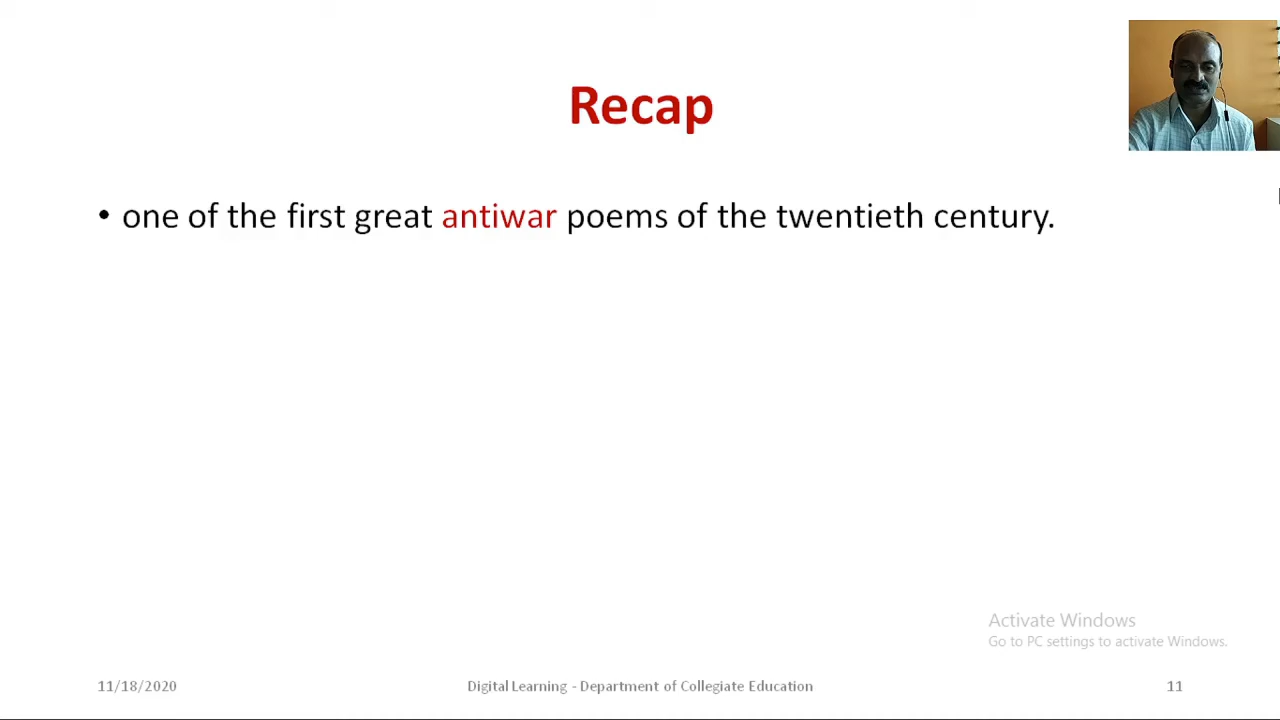 Recap
• one of the first great antiwar poems of the twentieth century.
Activate Windows
Go to PC settings to activate Windows.
11/18/2020
Digital Learning - Department of Collegiate Education
11